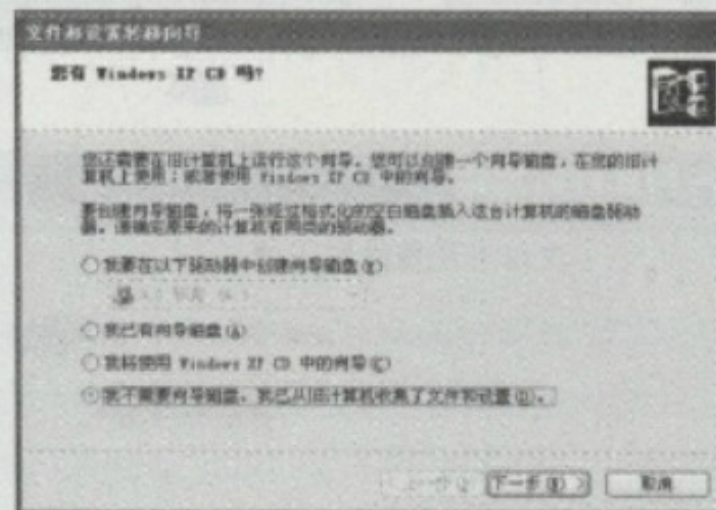 文件和设置转移向导
您有 Windows XP CD 吗?
您还需要在旧计算机上运行这个向导。您可以创建一个向导磁盘，在您的旧计
算机上使用；或者使用 Windows XP CD 中的向导。
要创建向导磁盘，将一张经过格式化的空白磁盘插入这台计算机的磁盘驱动
器。请确定原来的计算机有同类的驱动器。
我要在以下驱动器中创建向导磁盘(Y)
我已有向导磁盘(A)
我将使用 Windows XP CD 中的向导(C)
我不需要向导磁盘。我已从旧计算机收集了文件和设置(D)。
下一步(N) > 取消